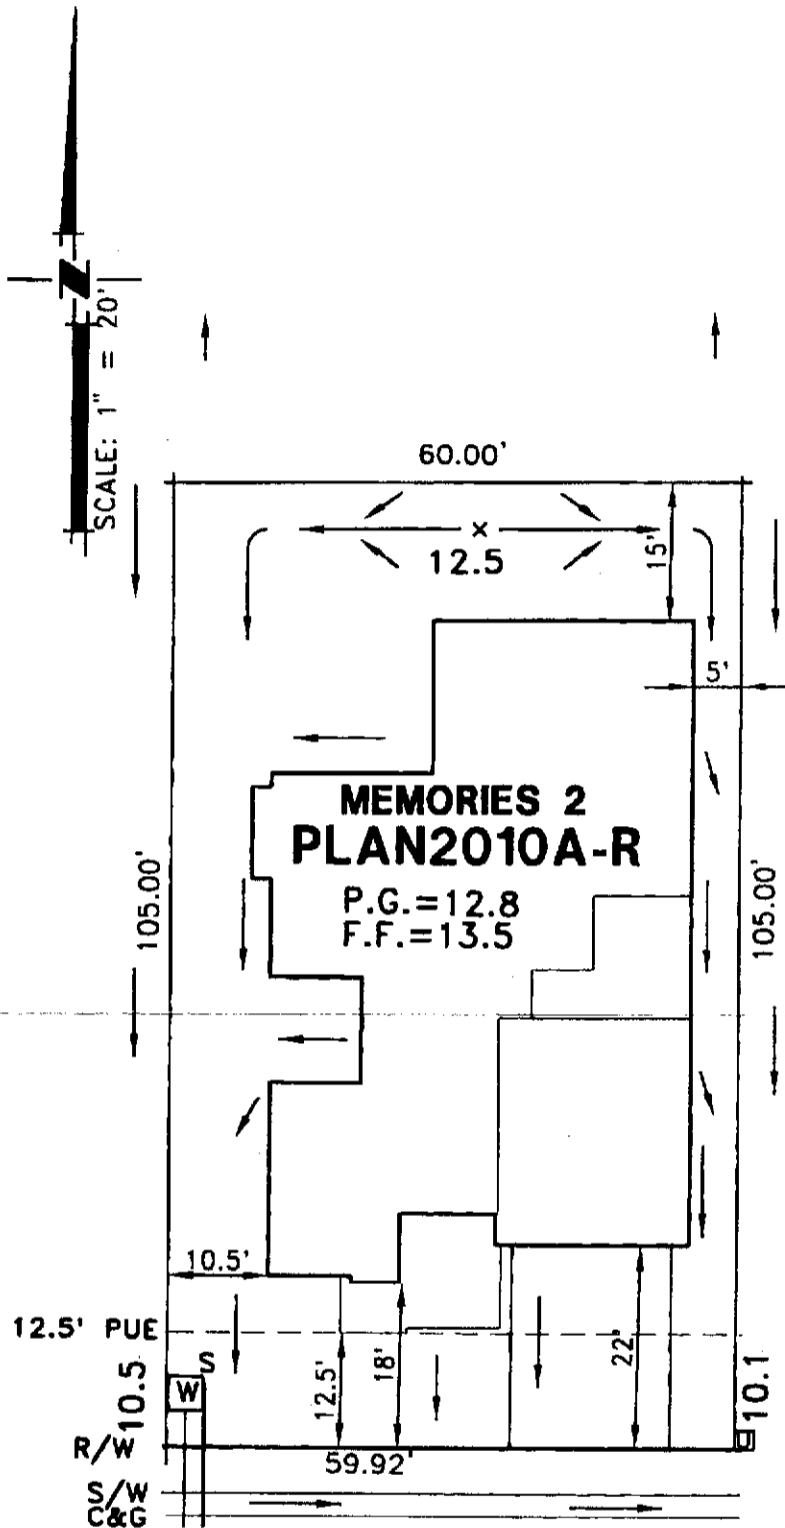 N
SCALE: 1" = 20'
60.00'
12.5
15'
5'
MEMORIES 2
PLAN2010A-R
P.G.=12.8
F.F.=13.5
105.00'
105.00'
10.5'
12.5' PUE
S
W
10.5
12.5'
18'
22'
10.1
U
R/W
59.92'
S/W
C&G